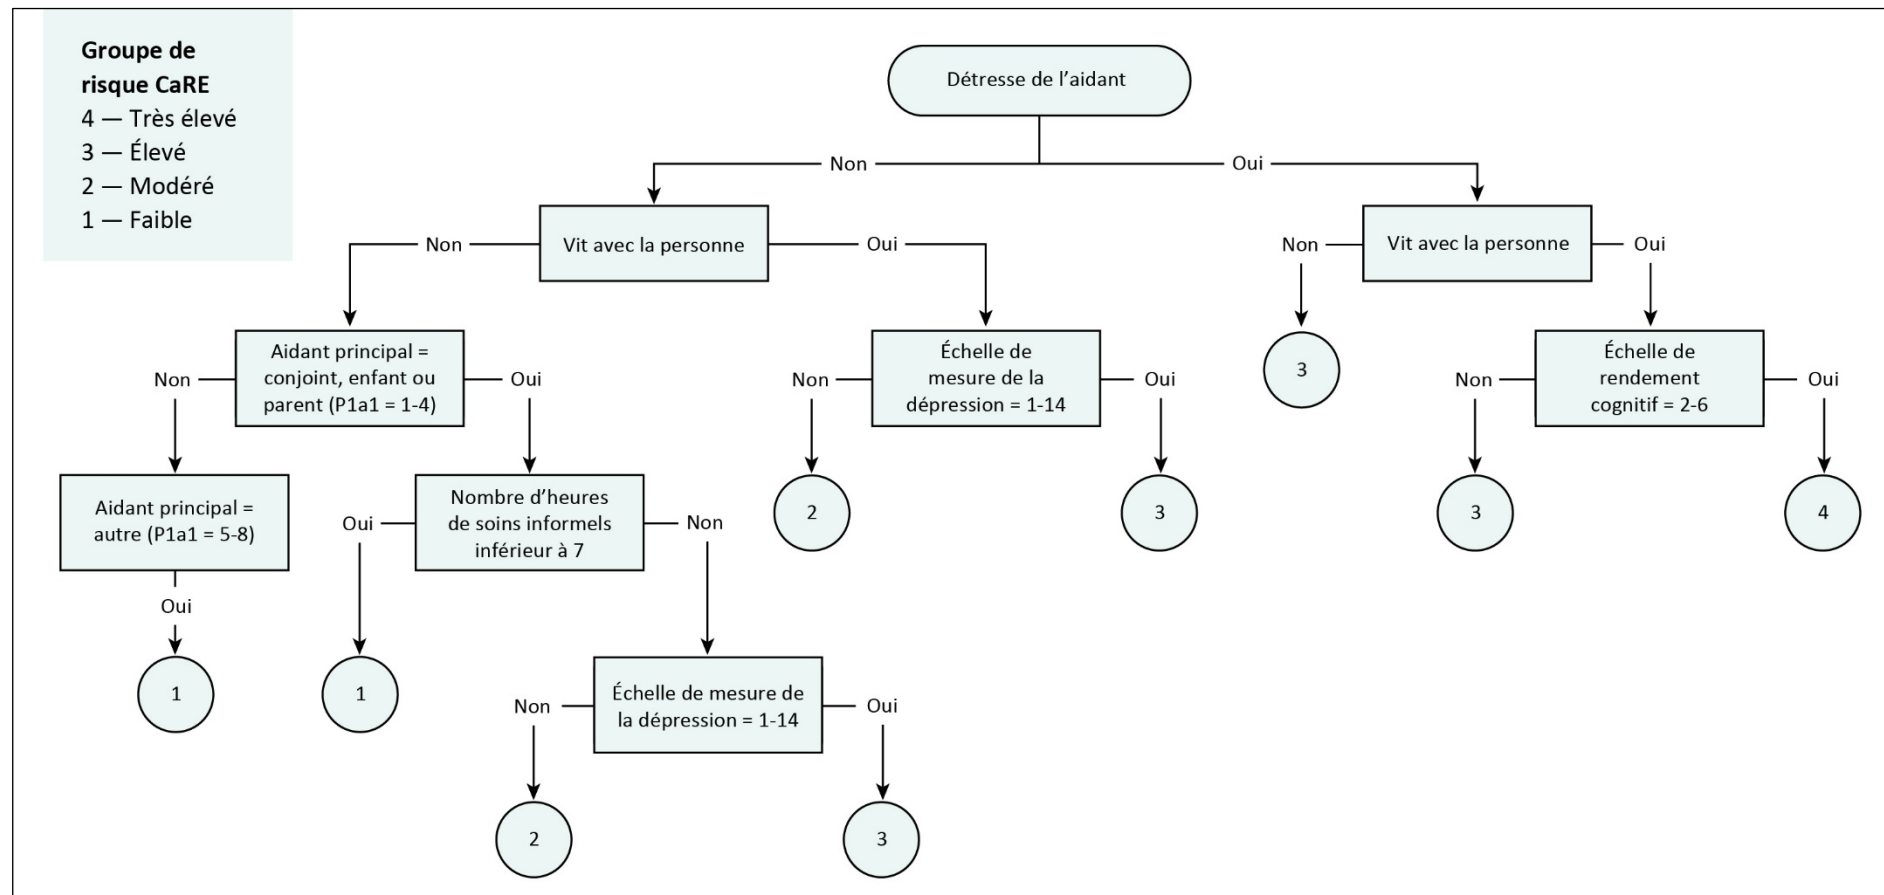 Groupe de
risque CaRE
4 — Très élevé
3 — Élevé
2 — Modéré
1 — Faible
Détresse de l’aidant
Non
Oui
Vit avec la personne
Non
Oui
Vit avec la personne
Non
Oui
Aidant principal =
conjoint, enfant ou
parent (P1a1 = 1-4)
Non
Oui
Échelle de
mesure de la
dépression = 1-14
Non
Oui
3
Échelle de
rendement
cognitif = 2-6
Non
Oui
Aidant principal =
autre (P1a1 = 5-8)
Oui
Nombre d’heures
de soins informels
inférieur à 7
Oui
Non
2
3
3
4
1
1
Échelle de mesure de
la dépression = 1-14
Non
Oui
2
3